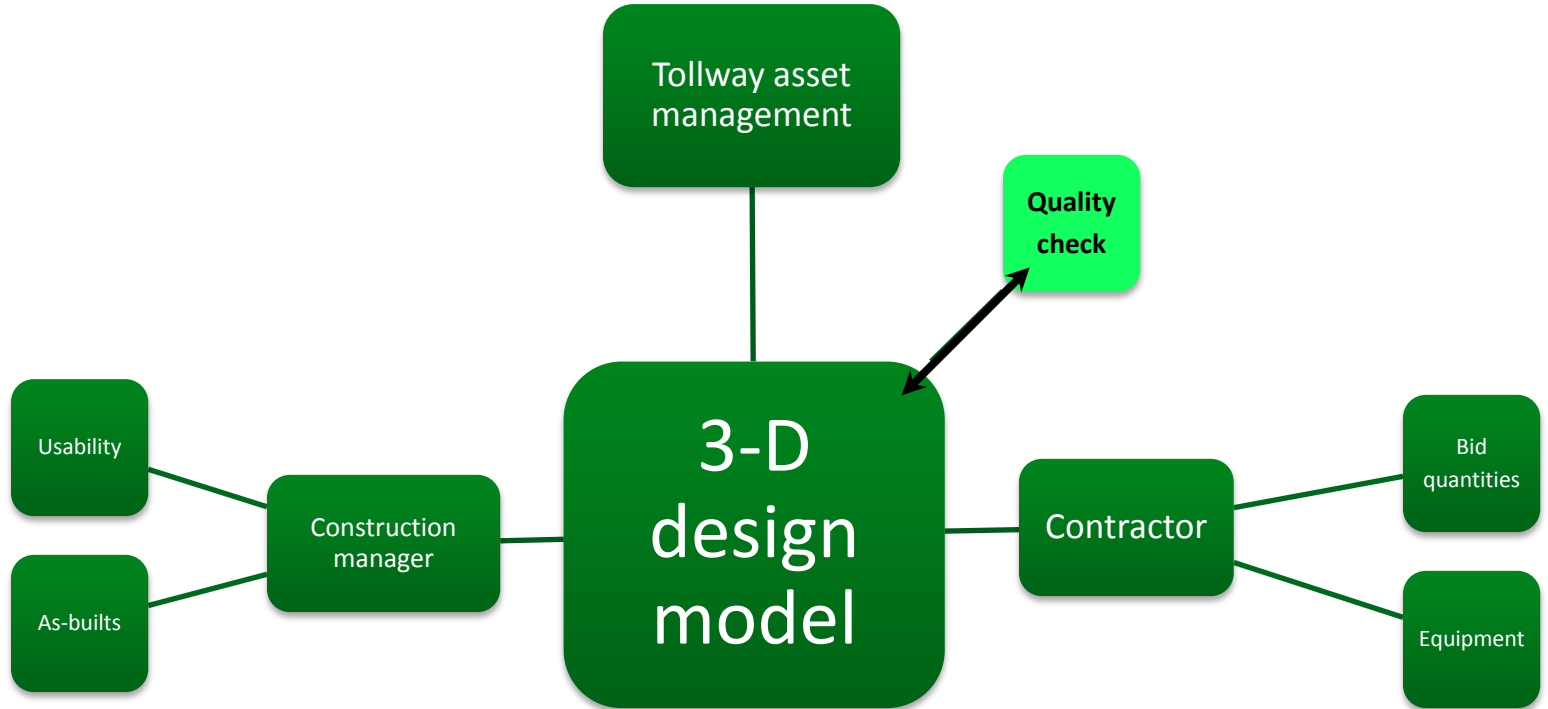 Tollway asset
management
Quality
check
3-D
design
model
Usability
As-builts
Construction
manager
Contractor
Bid
quantities
Equipment